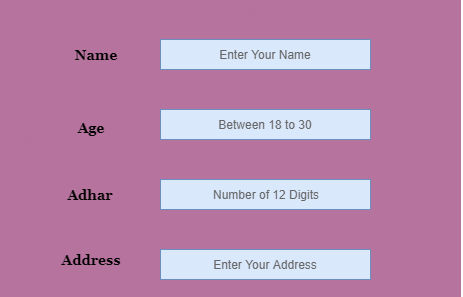 Name Enter Your Name
Age Between 18 to 30
Adhar Number of 12 Digits
Address Enter Your Address